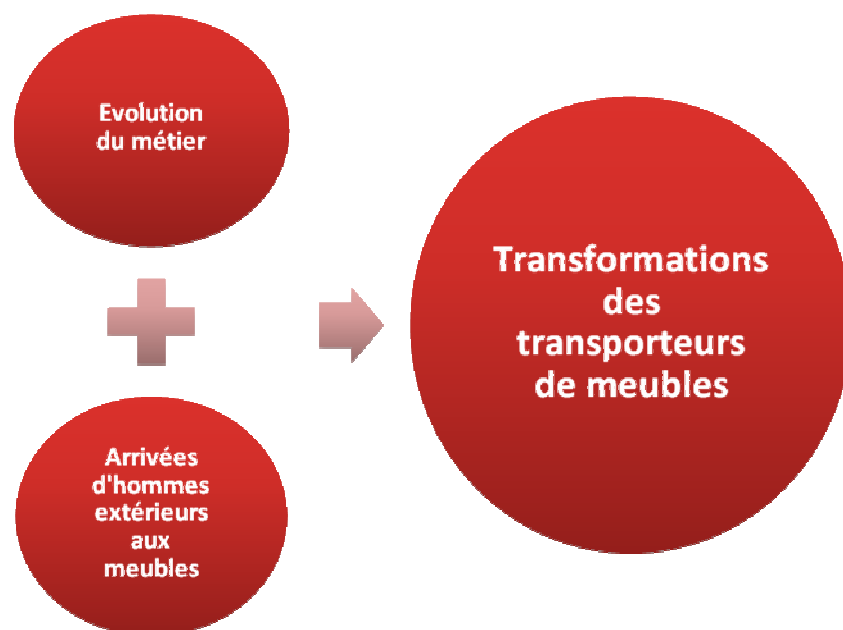 Evolution
du métier
Arrivées
d'hommes
extérieurs
aux
meubles
Transformations
des
transporteurs
de meubles